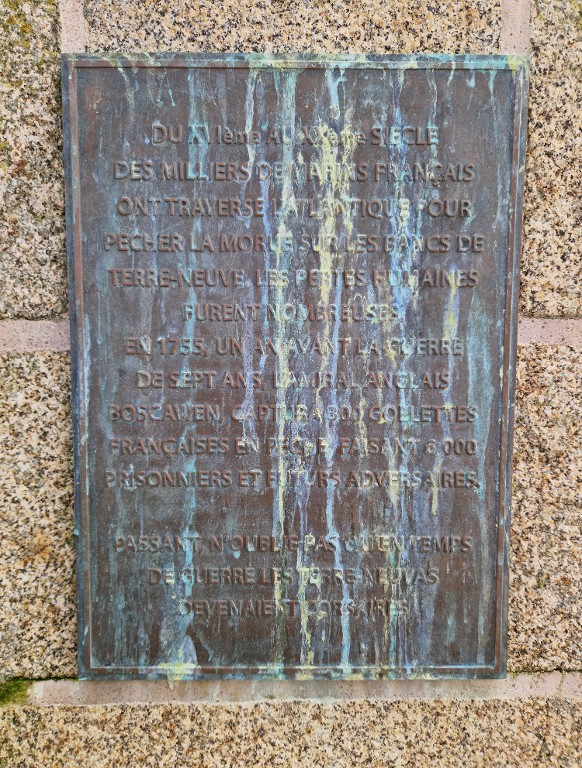 DU XVIème AU XXème SIECLE
DES MILLIERS DE MARINS FRANÇAIS
ONT TRAVERSE L'ATLANTIQUE POUR
PECHER LA MORUE SUR LES BANCS DE
TERRE-NEUVE. LES PERTES HUMAINES
FURENT NOMBREUSES.
EN 1755, UN AN AVANT LA GUERRE
DE SEPT ANS, L'AMIRAL ANGLAIS
BOSCAWEN, CAPTURA 300 GOELETTES
FRANÇAISES EN PECHE, FAISANT 6 000
PRISONNIERS ET FUTURS ADVERSAIRES.
PASSANT, N'OUBLIE PAS QU'EN TEMPS
DE GUERRE LES TERRE-NEUVAS
DEVENAIENT CORSAIRES